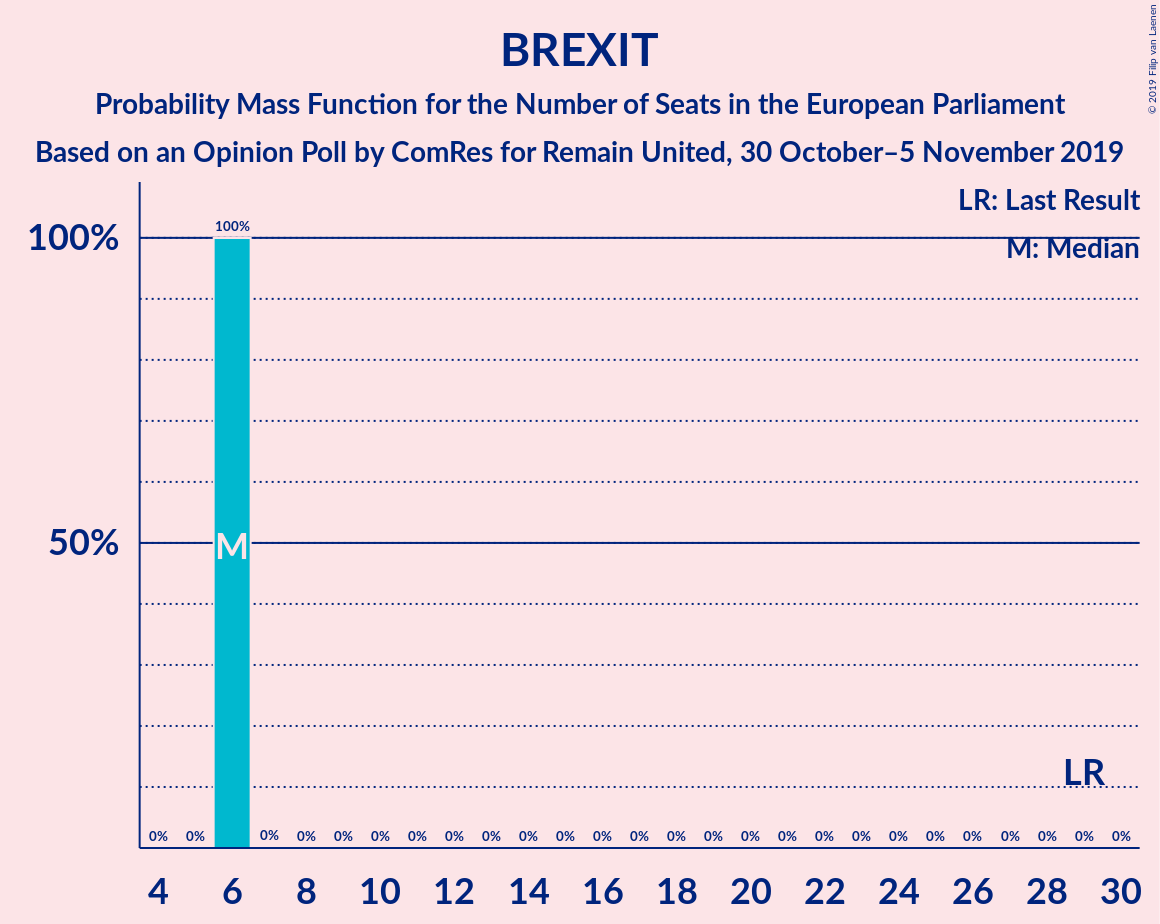 BREXIT
Probability Mass Function for the Number of Seats in the European Parliament
Based on an Opinion Poll by ComRes for Remain United, 30 October–5 November 2019
© 2019 Filip van Laenen
LR: Last Result
M: Median
100%
50%
100%
M
LR
0% 0% 0% 0% 0% 0% 0% 0% 0% 0% 0% 0% 0% 0% 0% 0% 0% 0% 0% 0% 0% 0% 0% 0% 0% 0%
4 6 8 10 12 14 16 18 20 22 24 26 28 30